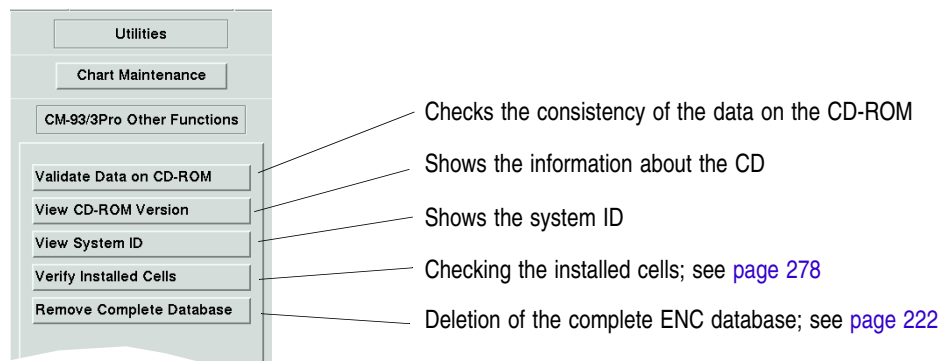 Utilities
Chart Maintenance
CM-93/3Pro Other Functions
Validate Data on CD-ROM
View CD-ROM Version
View System ID
Verify Installed Cells
Remove Complete Database
Checks the consistency of the data on the CD-ROM
Shows the information about the CD
Shows the system ID
Checking the installed cells; see page 278
Deletion of the complete ENC database; see page 222